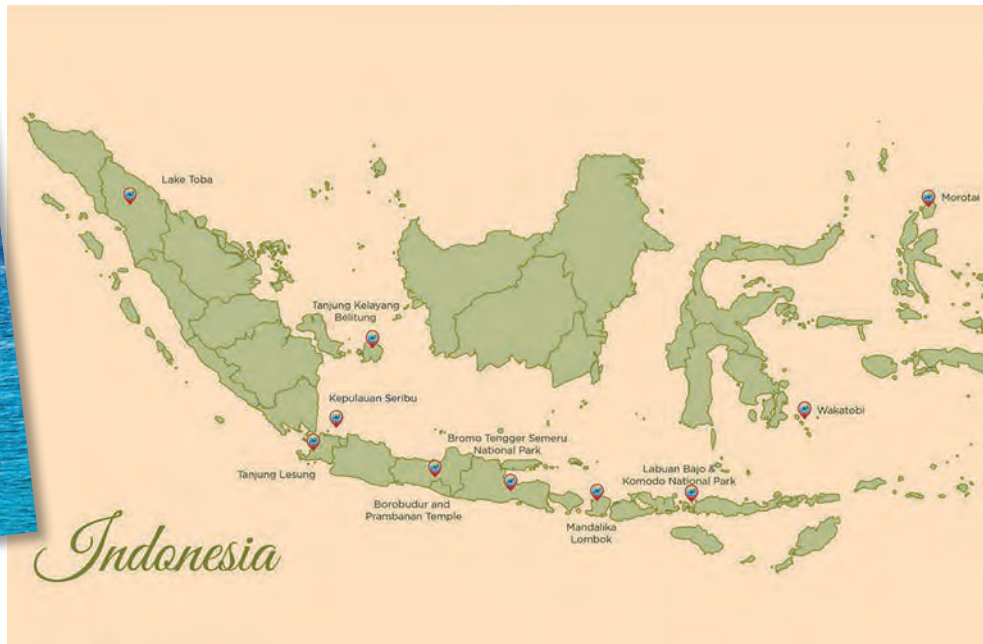 Lake Toba
Morotai
Tanjung Kelayang
Belitung
Kepulauan Seribu
Wakatobi
Bromo Tengger Semeru
National Park
Tanjung Lesung
Labuan Bajo &
Komodo National Park
Borobudur and
Prambanan Temple
Mandalika
Lombok
Indonesia